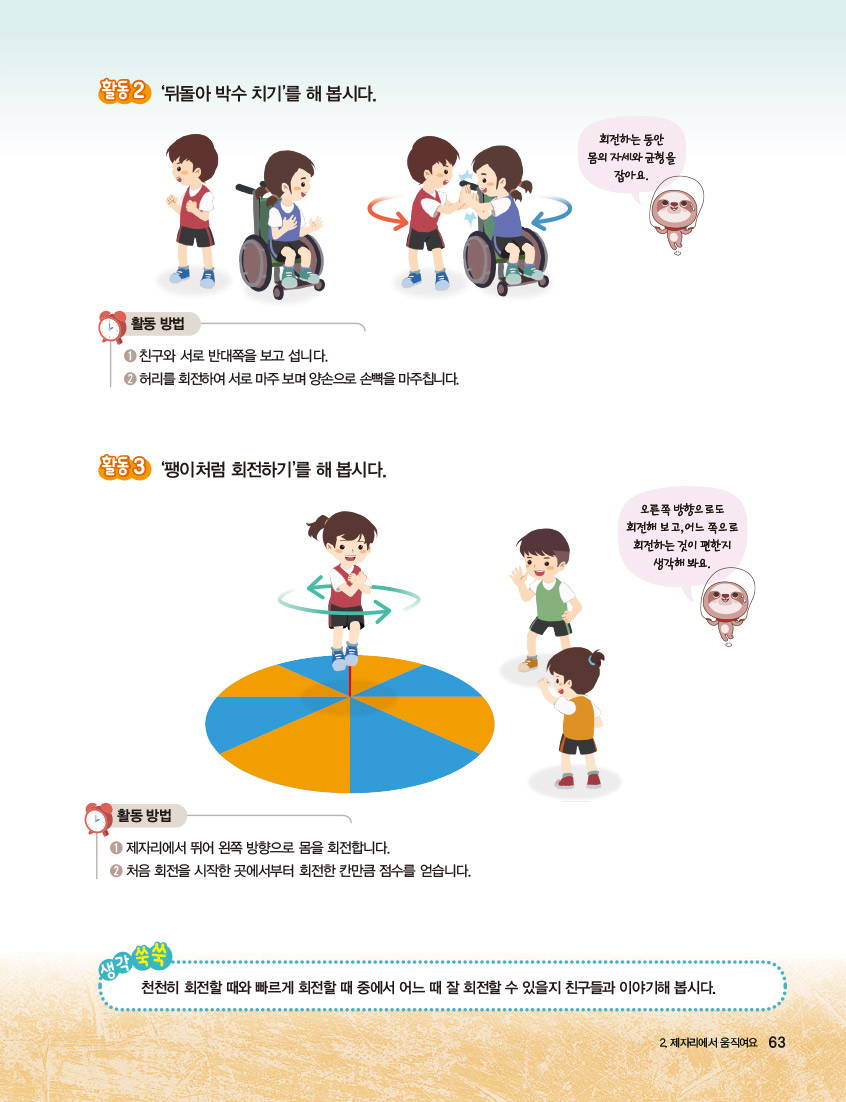 활동 2 '뒤돌아 박수 치기'를 해 봅시다.
회전하는 동안
몸의 자세와 균형을
잡아요.
활동 방법
1 친구와 서로 반대쪽을 보고 섭니다.
2 허리를 회전하여 서로 마주 보며 양손으로 손뼉을 마주칩니다.
활동 3 '팽이처럼 회전하기'를 해 봅시다.
오른쪽 방향으로도
회전해 보고, 어느 쪽으로
회전하는 것이 편한지
생각해 봐요.
활동 방법
1 제자리에서 뛰어 왼쪽 방향으로 몸을 회전합니다.
2 처음 회전을 시작한 곳에서부터 회전한 칸만큼 점수를 얻습니다.
생각 쑥쑥
천천히 회전할 때와 빠르게 회전할 때 중에서 어느 때 잘 회전할 수 있을지 친구들과 이야기해 봅시다.
2. 제자리에서 움직여요 63